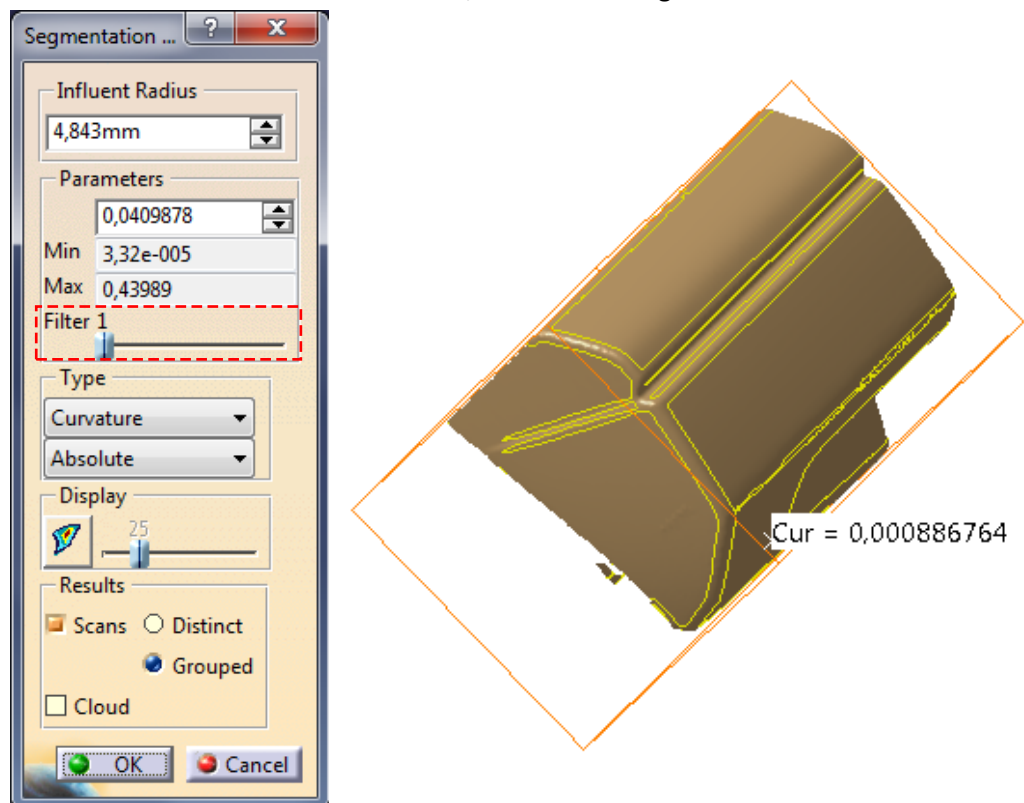 Segmentation ...
?
X
Influent Radius
4,843mm
Parameters
0,0409878
Min 3,32e-005
Max 0,43989
Filter 1
Type
Curvature
Absolute
Display
25
Results
Scans Distinct
Grouped
Cloud
OK Cancel
Cur = 0,000886764